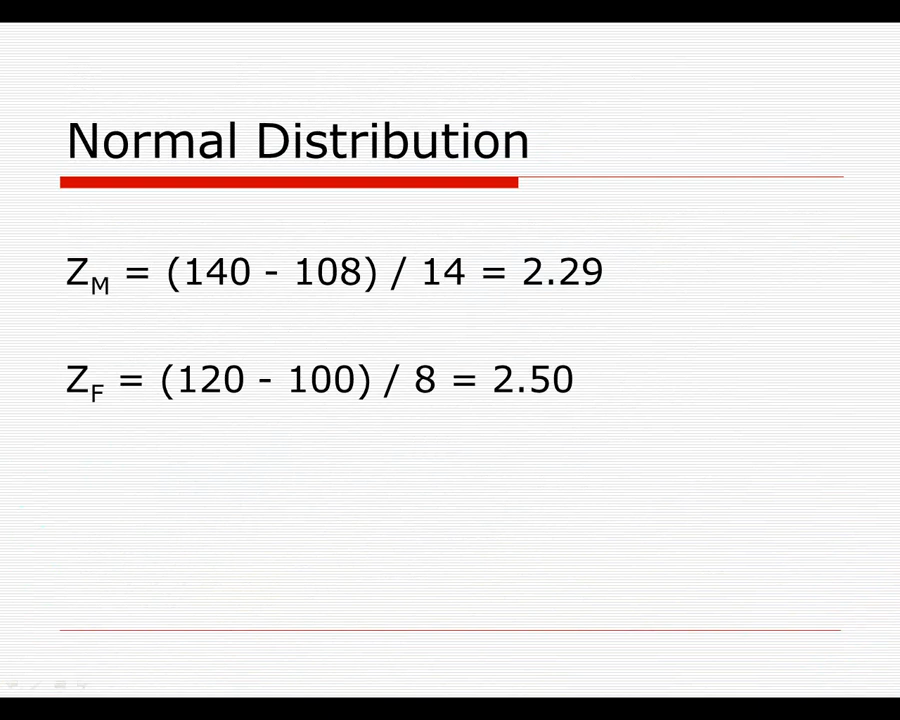 Normal Distribution
Z_M = (140 - 108) / 14 = 2.29
Z_F = (120 - 100) / 8 = 2.50